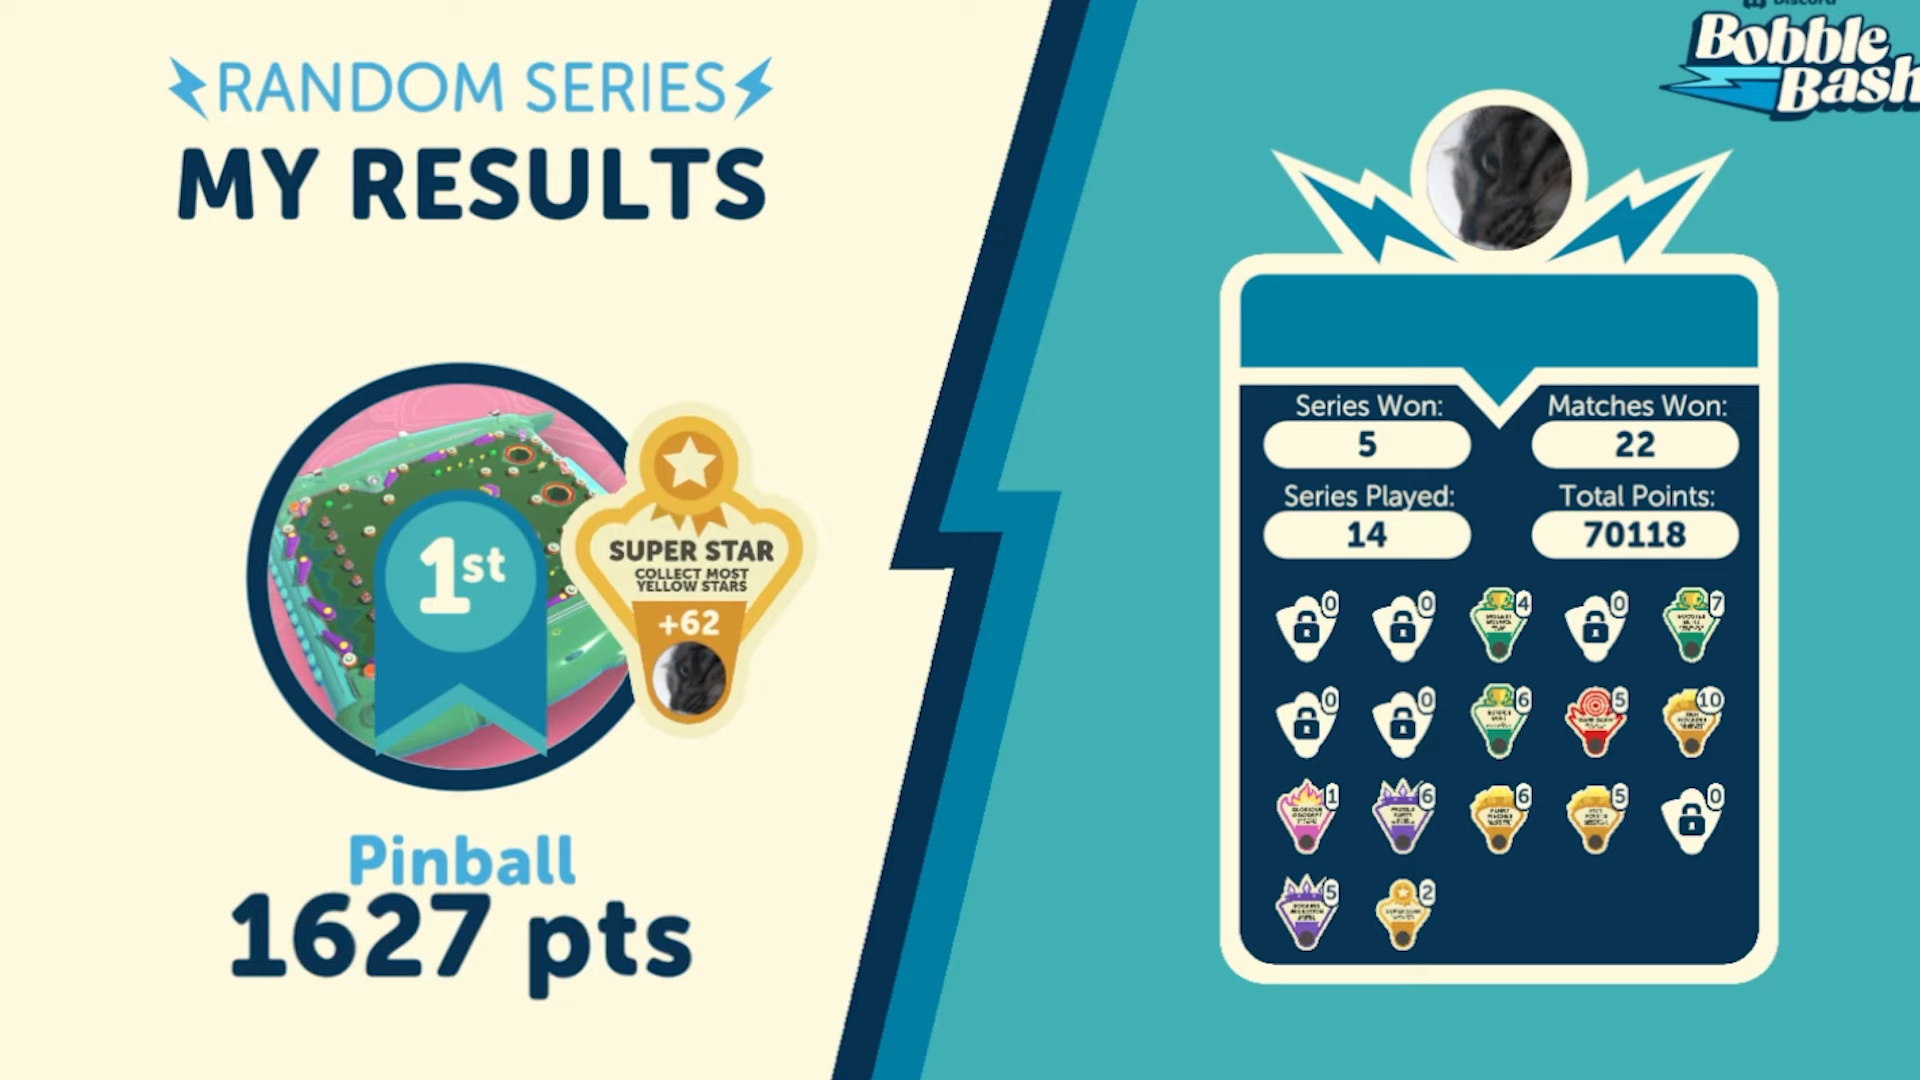 RANDOM SERIES
MY RESULTS
1st
SUPER STAR
COLLECT MOST
YELLOW STARS
+62
Pinball
1627 pts
Discord
Bobble
Bash
Series Won:
5
Matches Won:
22
Series Played:
14
Total Points:
70118
0
0
4
0
7
0
0
6
5
10
1
6
6
5
0
5
2